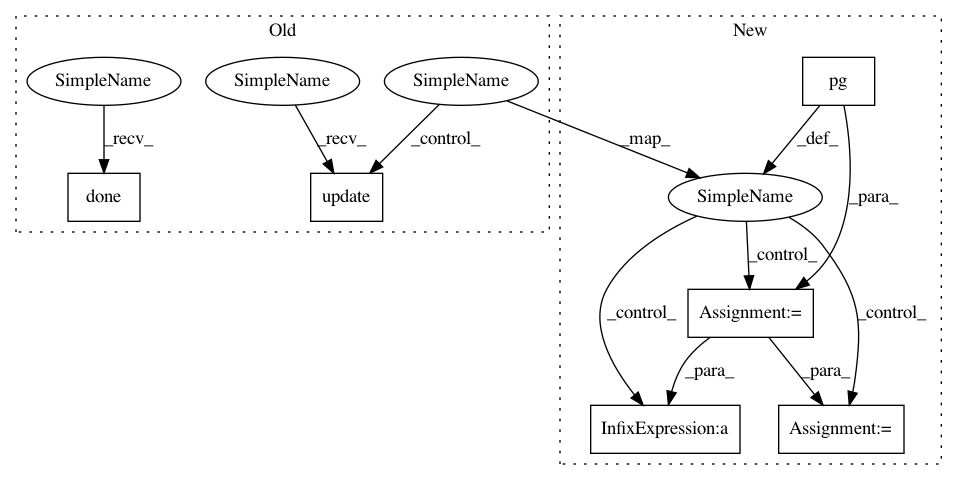 Old
New
SimpleName
SimpleName
SimpleName
pg
_recv_
_recv_
_control_
_map_
_def_
done
update
SimpleName
_para_
_control_
_control_
_control_
Assignment:=
_para_
_para_
InfixExpression:a
Assignment:=